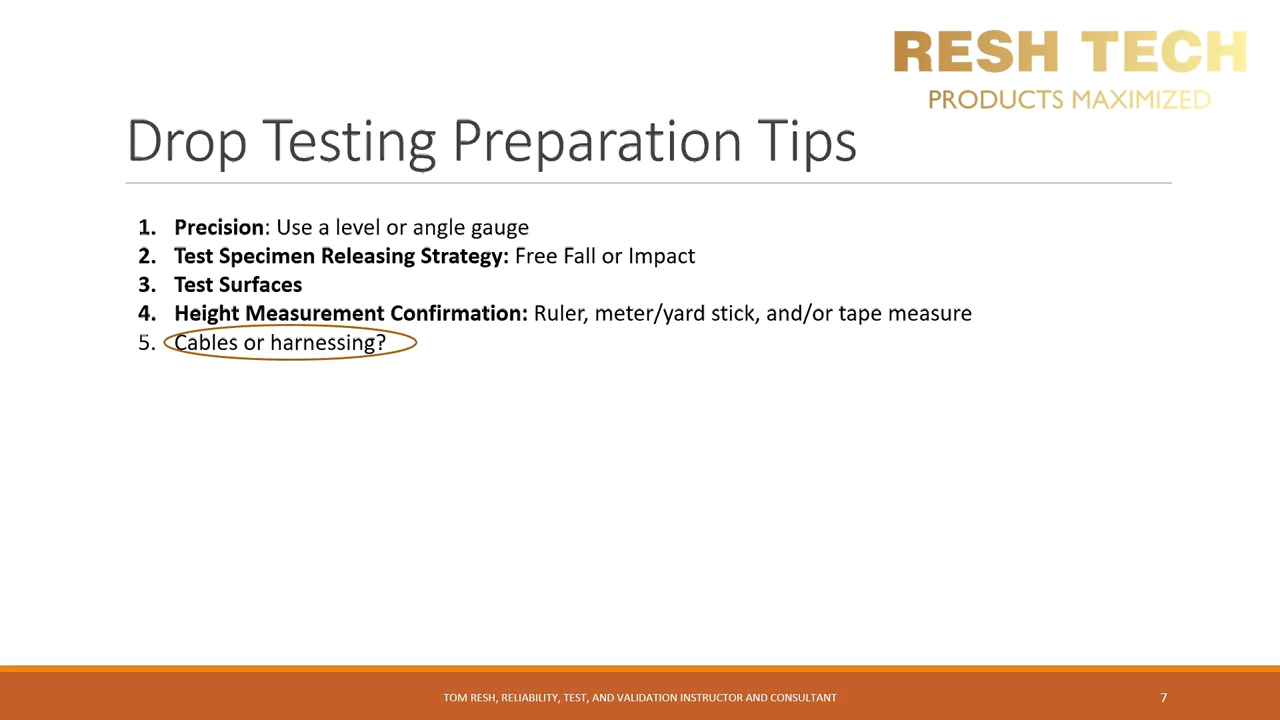 RESH TECH
PRODUCTS MAXIMIZED
Drop Testing Preparation Tips
1. Precision: Use a level or angle gauge
2. Test Specimen Releasing Strategy: Free Fall or Impact
3. Test Surfaces
4. Height Measurement Confirmation: Ruler, meter/yard stick, and/or tape measure
5. Cables or harnessing?
TOM RESH, RELIABILITY, TEST, AND VALIDATION INSTRUCTOR AND CONSULTANT
7